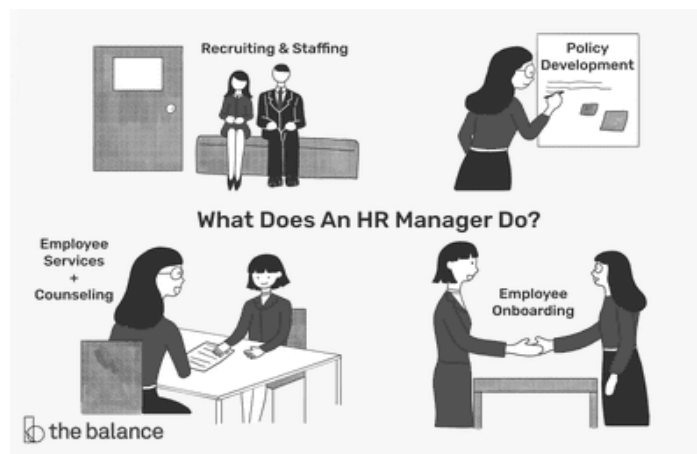 Recruiting & Staffing
Policy
Development
What Does An HR Manager Do?
Employee
Services
+
Counseling
Employee
Onboarding
the balance